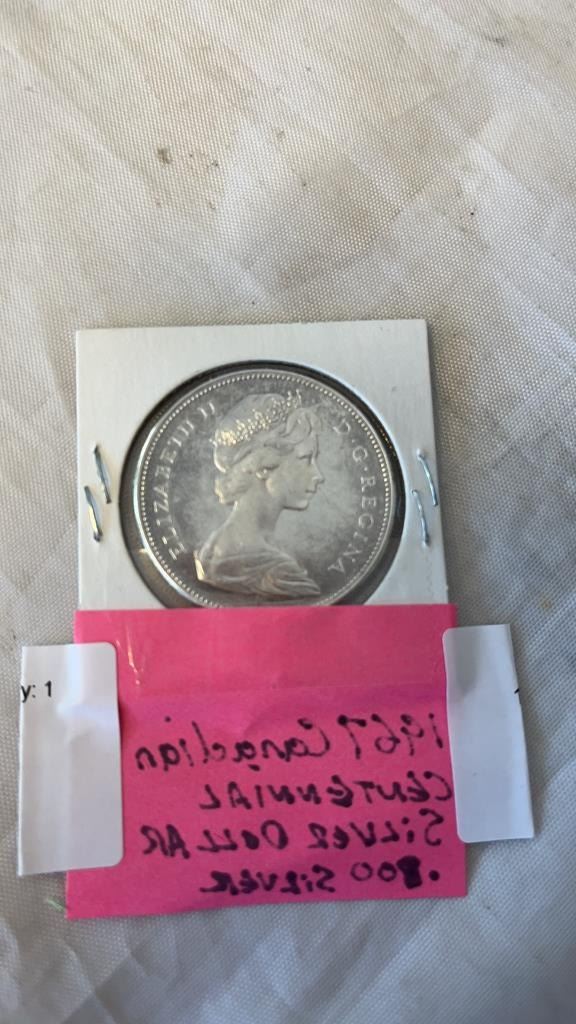 ELIZABETH II D·G·REGINA
y: 1
1967 Canadian
CENTENNIAL
SILVER DOLLAR
.800 SILVER